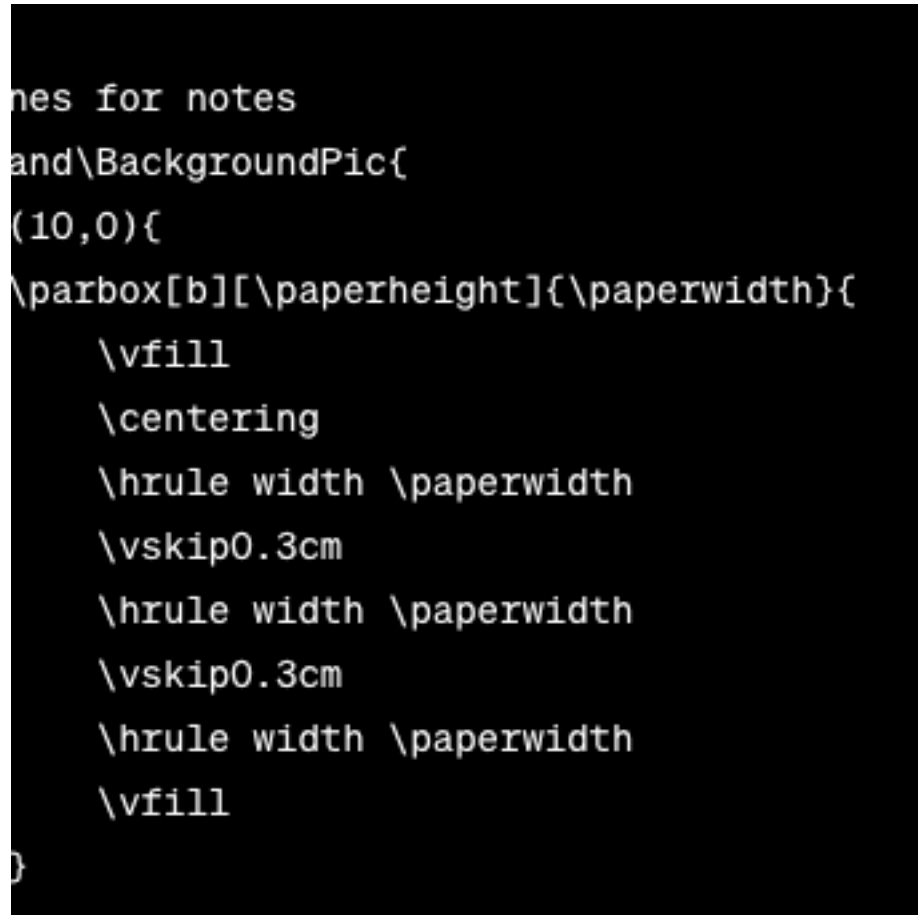 nes for notes
and\BackgroundPic{
(10,0){
\parbox[b][\paperheight]{\paperwidth}{
\vfill
\centering
\hrule width \paperwidth
\vskip0.3cm
\hrule width \paperwidth
\vskip0.3cm
\hrule width \paperwidth
\vfill
}